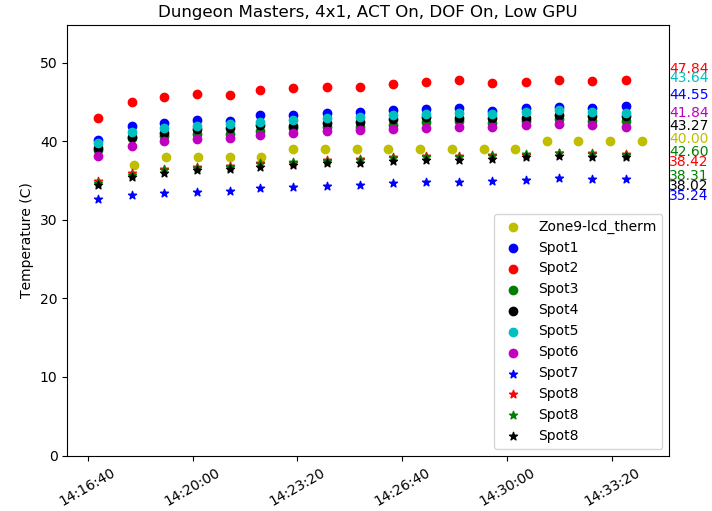 Dungeon Masters, 4x1, ACT On, DOF On, Low GPU
Temperature (C)
50
40
30
20
10
0
47.84
43.64
44.55
41.84
43.27
40.00
42.60
38.42
38.31
38.02
35.24
Zone9-lcd_therm
Spot1
Spot2
Spot3
Spot4
Spot5
Spot6
Spot7
Spot8
Spot8
Spot8
14:16:40
14:20:00
14:23:20
14:26:40
14:30:00
14:33:20